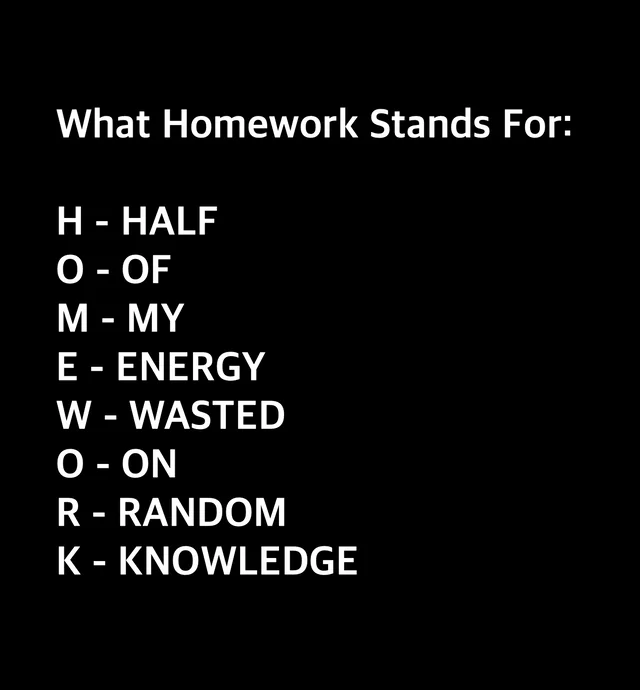 What Homework Stands For:
H - HALF
O - OF
M - MY
E - ENERGY
W - WASTED
O - ON
R - RANDOM
K - KNOWLEDGE